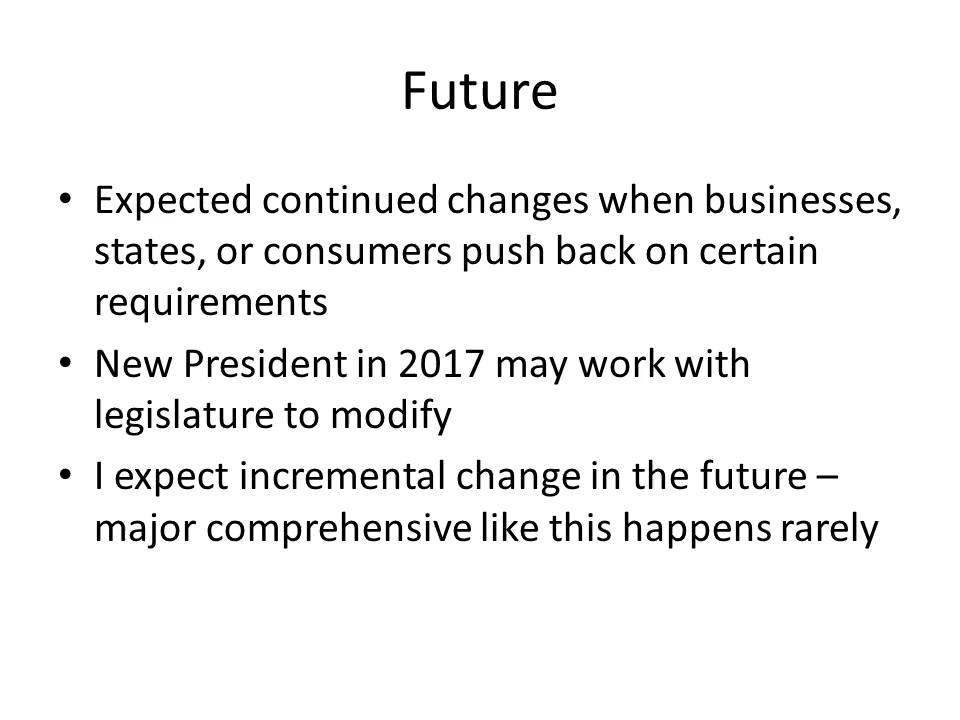 Future
• Expected continued changes when businesses,
states, or consumers push back on certain
requirements
• New President in 2017 may work with
legislature to modify
• I expect incremental change in the future –
major comprehensive like this happens rarely